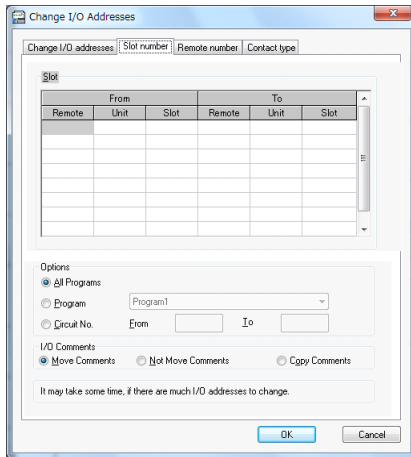 Change I/O Addresses
Change I/O addresses Slot number Remote number Contact type
Slot
From To
Remote Unit Slot Remote Unit Slot
Options
All Programs
Program Program1
Circuit No. From To
I/O Comments
Move Comments Not Move Comments Copy Comments
It may take some time, if there are much I/O addresses to change.
OK Cancel